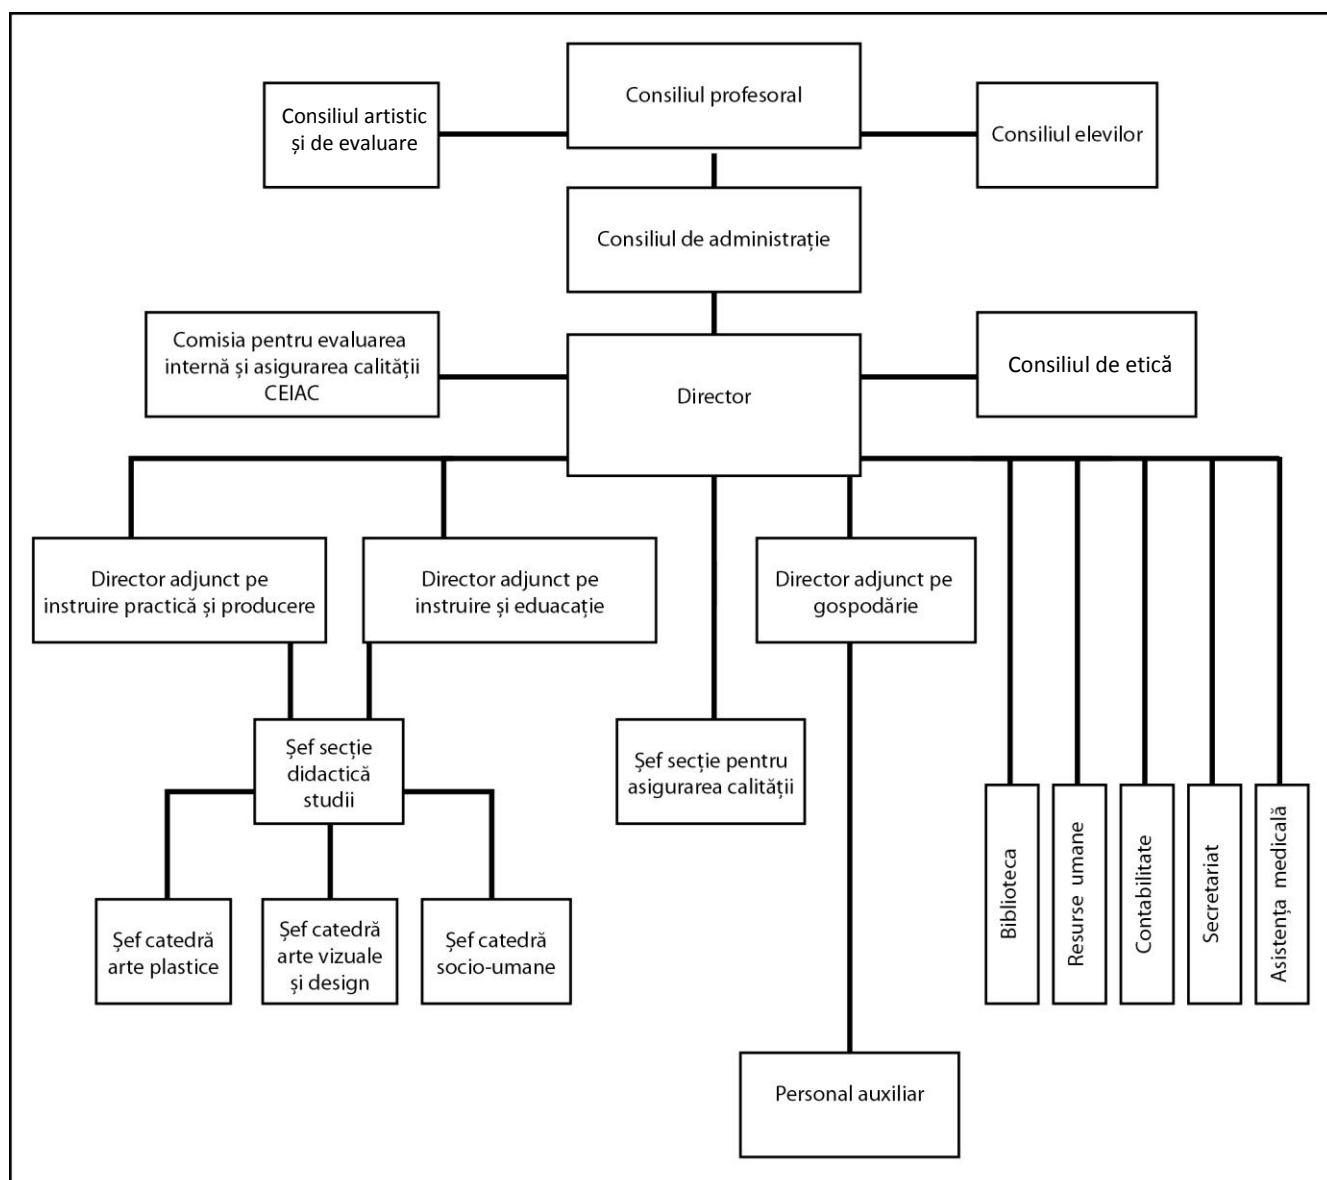 Consiliul profesoral
Consiliul artistic
și de evaluare
Consiliul elevilor
Consiliul de administrație
Comisia pentru evaluarea
internă și asigurarea calității
CEIAC
Director
Consiliul de etică
Director adjunct pe
instruire practică și producere
Director adjunct pe
instruire și eduacație
Director adjunct pe
gospodărie
Șef secție
didactică
studii
Șef secție pentru
asigurarea calității
Biblioteca
Resurse umane
Contabilitate
Secretariat
Asistența medicală
Șef catedră
arte plastice
Șef catedră
arte vizuale
și design
Șef catedră
socio-umane
Personal auxiliar